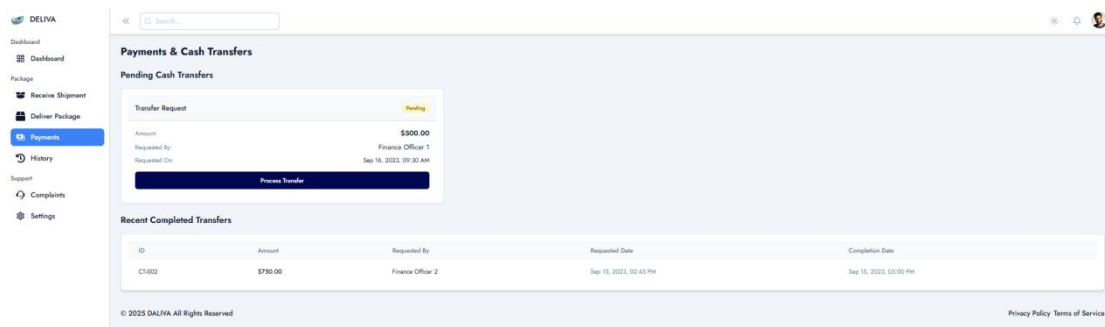 DELIVA
Search...
Dashboard
Dashboard
Package
Receive Shipment
Deliver Package
Payments
History
Support
Complaints
Settings
Payments & Cash Transfers
Pending Cash Transfers
Transfer Request Pending
Amount: $500.00
Requested By: Finance Officer 1
Requested On: Sep 16, 2023, 09:30 AM
Process Transfer
Recent Completed Transfers
ID Amount Requested By Requested Date Completion Date
CT-002 $750.00 Finance Officer 2 Sep 15, 2023, 02:45 PM Sep 15, 2023, 03:00 PM
© 2025 DALIVA All Rights Reserved Privacy Policy Terms of Service